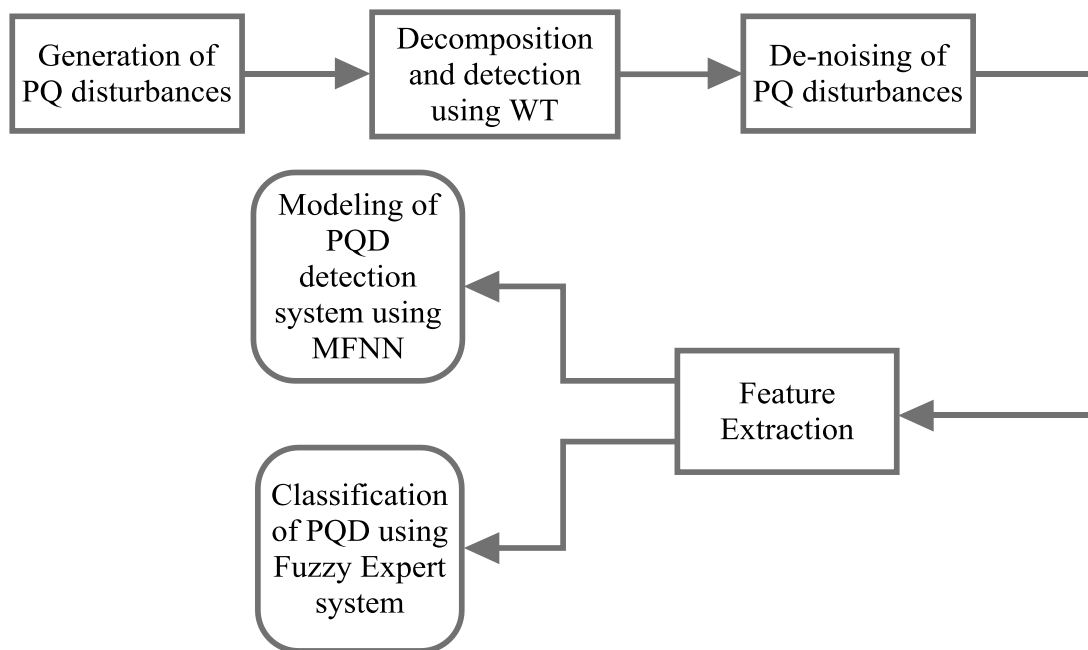 Generation of
PQ disturbances
Decomposition
and detection
using WT
De-noising of
PQ disturbances
Modeling of
PQD
detection
system using
MFNN
Feature
Extraction
Classification
of PQD using
Fuzzy Expert
system